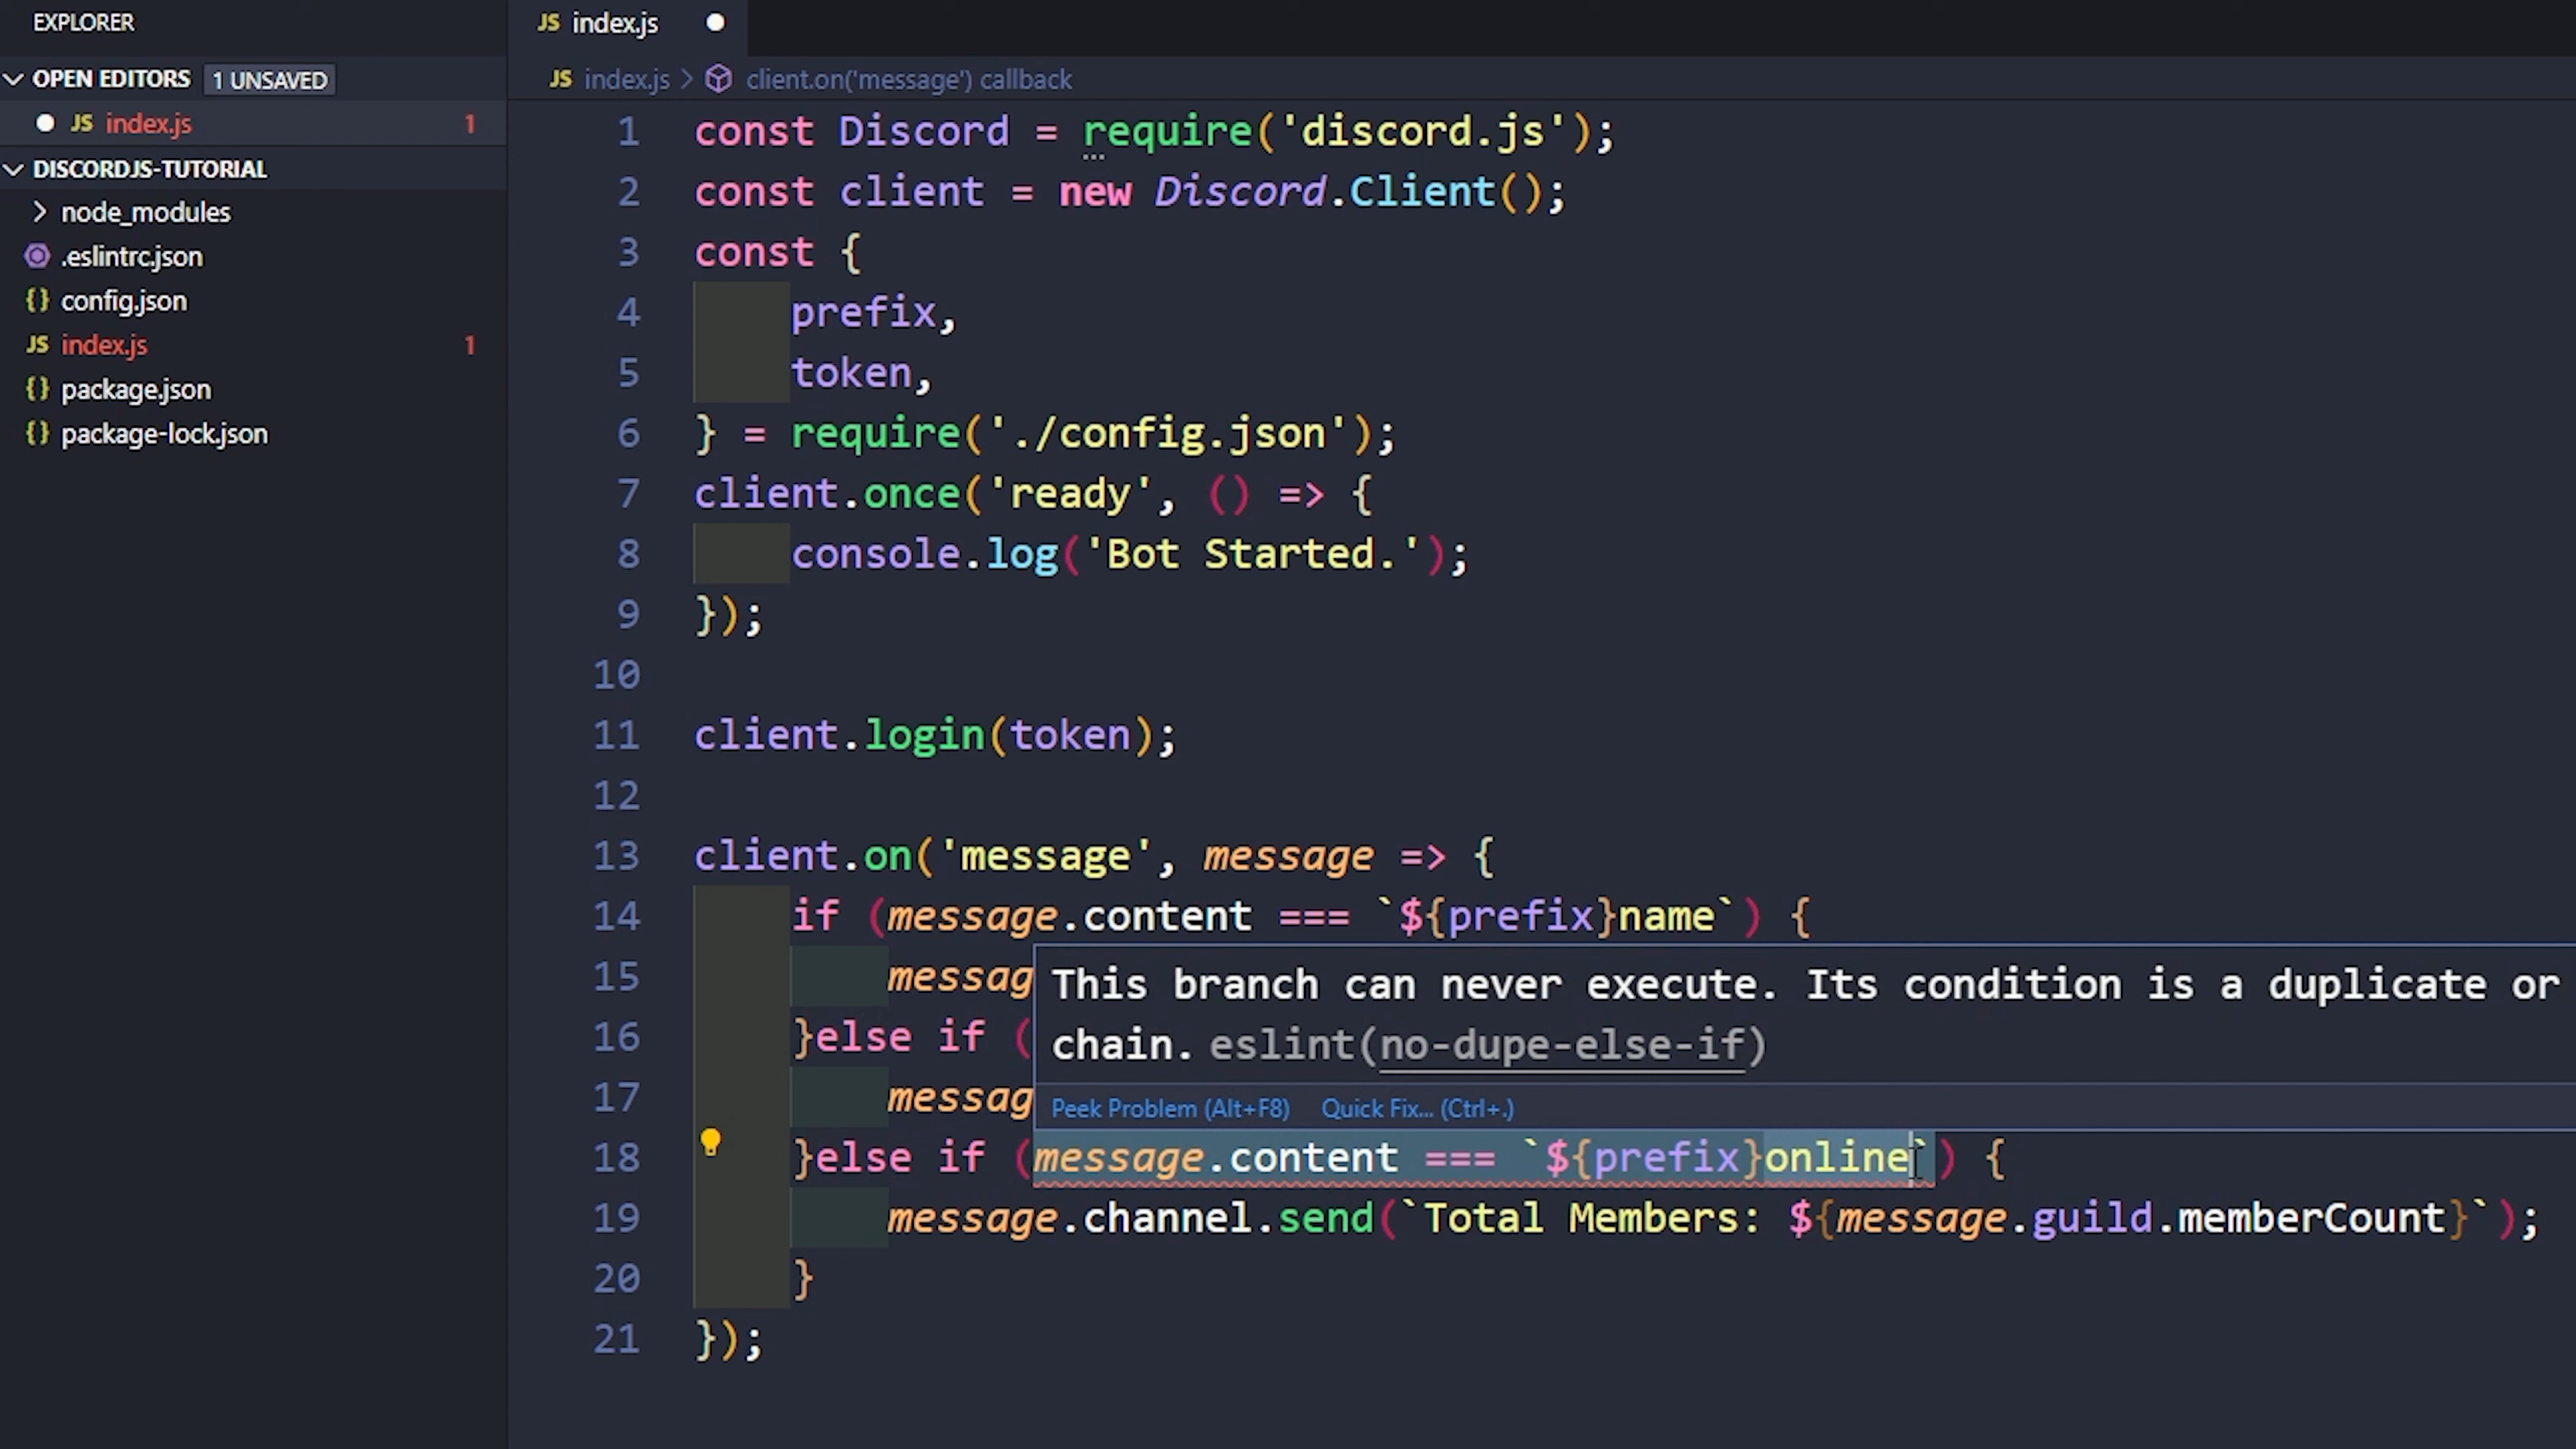 EXPLORER
OPEN EDITORS 1 UNSAVED
JS index.js 1
DISCORDJS-TUTORIAL
node_modules
.eslintrc.json
{} config.json
JS index.js 1
{} package.json
{} package-lock.json
JS index.js
JS index.js > client.on('message') callback
1 const Discord = require('discord.js');
2 const client = new Discord.Client();
3 const {
4 prefix,
5 token,
6 } = require('./config.json');
7 client.once('ready', () => {
8 console.log('Bot Started.');
9 });
10
11 client.login(token);
12
13 client.on('message', message => {
14 if (message.content === `${prefix}name`) {
15 messag
This branch can never execute. Its condition is a duplicate or
16 }else if (
chain. eslint(no-dupe-else-if)
17 messag
Peek Problem (Alt+F8) Quick Fix... (Ctrl+.)
18 }else if (message.content === `${prefix}online`) {
19 message.channel.send(`Total Members: ${message.guild.memberCount}`);
20 }
21 });